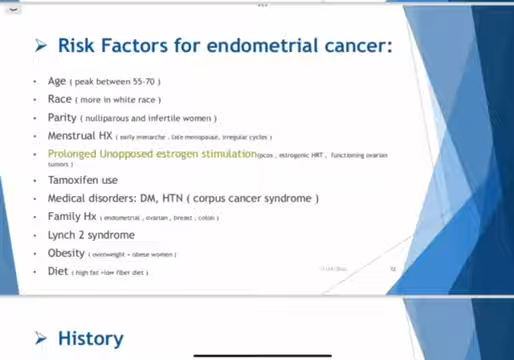 Risk Factors for endometrial cancer:
Age ( peak between 55-70 )
Race ( more in white race )
Parity ( nulliparous and infertile women )
Menstrual HX ( early menarche , late menopause, irregular cycles )
Prolonged Unopposed estrogen stimulation(pcos , estrogenic HRT , functioning ovarian
tumors )
Tamoxifen use
Medical disorders: DM, HTN ( corpus cancer syndrome )
Family Hx ( endometrial , ovarian , breast , colon )
Lynch 2 syndrome
Obesity ( overweight + obese women )
Diet ( high fat +low fiber diet )
12
History